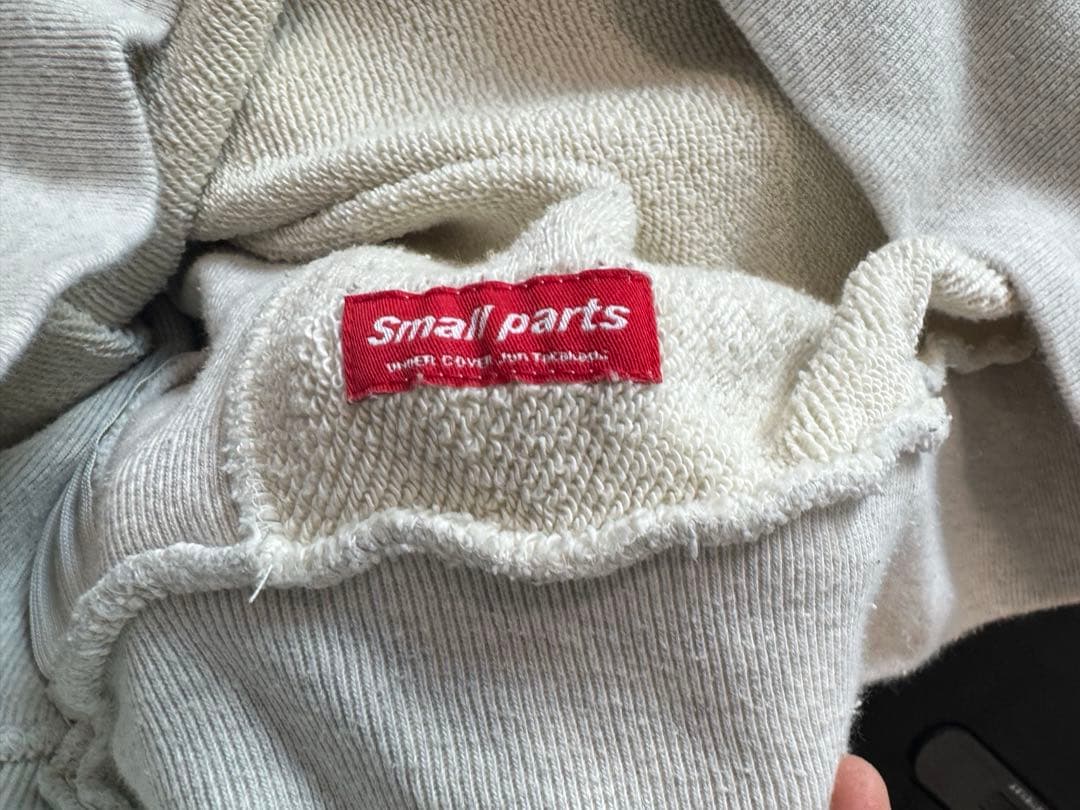 Small parts
UNDER COVER Jun Takahashi